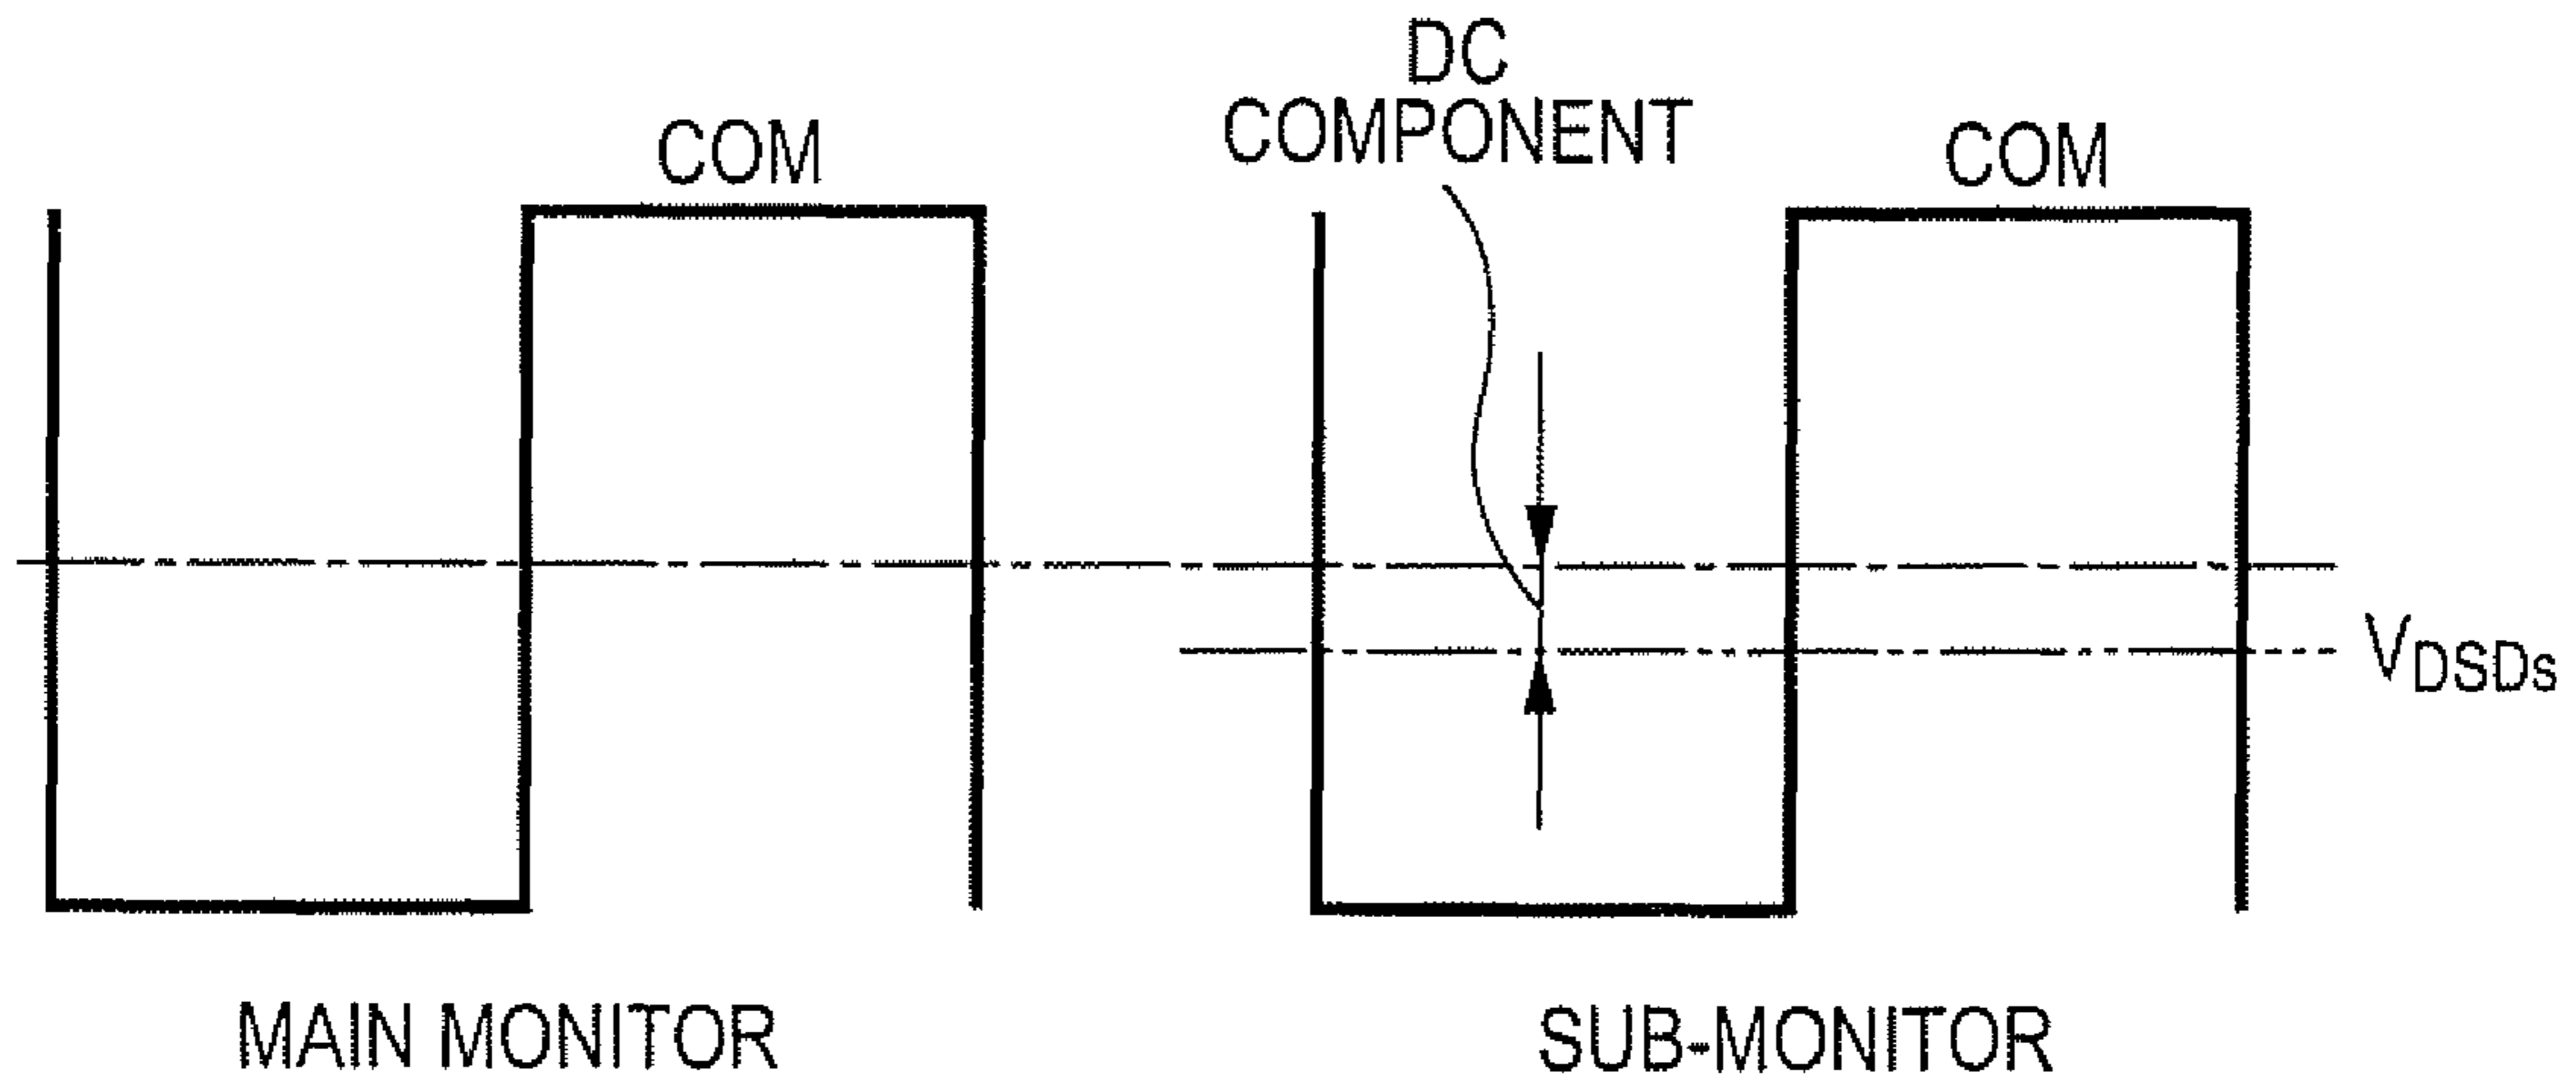 DC
COMPONENT
COM
COM
VDSDs
MAIN MONITOR
SUB-MONITOR